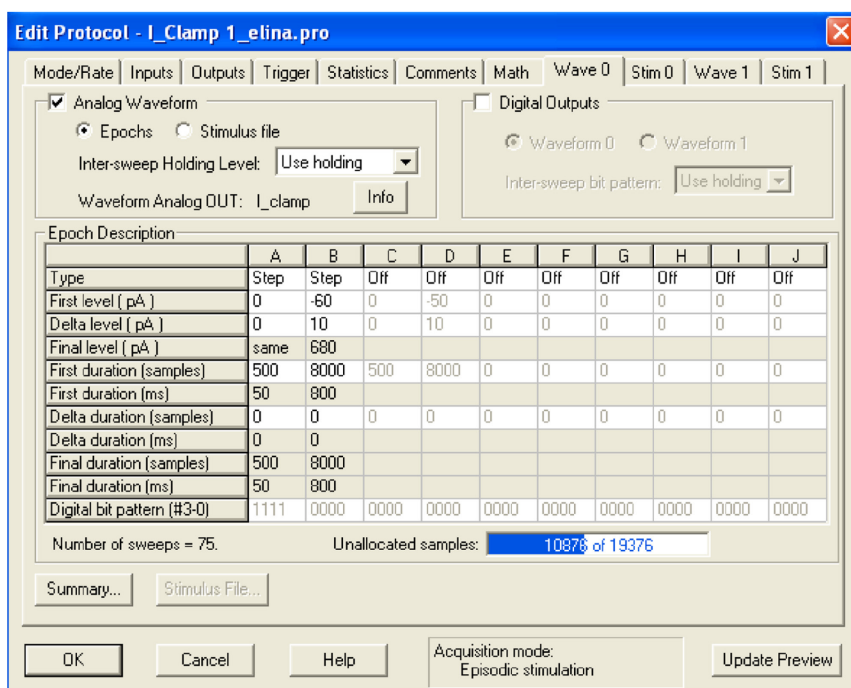 Edit Protocol - I_Clamp 1_elina.pro
Mode/Rate Inputs Outputs Trigger Statistics Comments Math Wave 0 Stim 0 Wave 1 Stim 1
Analog Waveform
Epochs Stimulus file
Inter-sweep Holding Level: Use holding
Waveform Analog OUT: I_clamp Info
Digital Outputs
Waveform 0 Waveform 1
Inter-sweep bit pattern: Use holding
Epoch Description
A B C D E F G H I J
Type Step Step Off Off Off Off Off Off Off Off
First level ( pA ) 0 -60 0 -50 0 0 0 0 0 0
Delta level ( pA ) 0 10 0 10 0 0 0 0 0 0
Final level ( pA ) same 680
First duration (samples) 500 8000 500 8000 0 0 0 0 0 0
First duration (ms) 50 800
Delta duration (samples) 0 0 0 0 0 0 0 0 0 0
Delta duration (ms) 0 0
Final duration (samples) 500 8000
Final duration (ms) 50 800
Digital bit pattern (#3-0) 1111 0000 0000 0000 0000 0000 0000 0000 0000 0000
Number of sweeps = 75. Unallocated samples: 10876 of 19376
Summary... Stimulus File...
OK Cancel Help
Acquisition mode:
Episodic stimulation
Update Preview